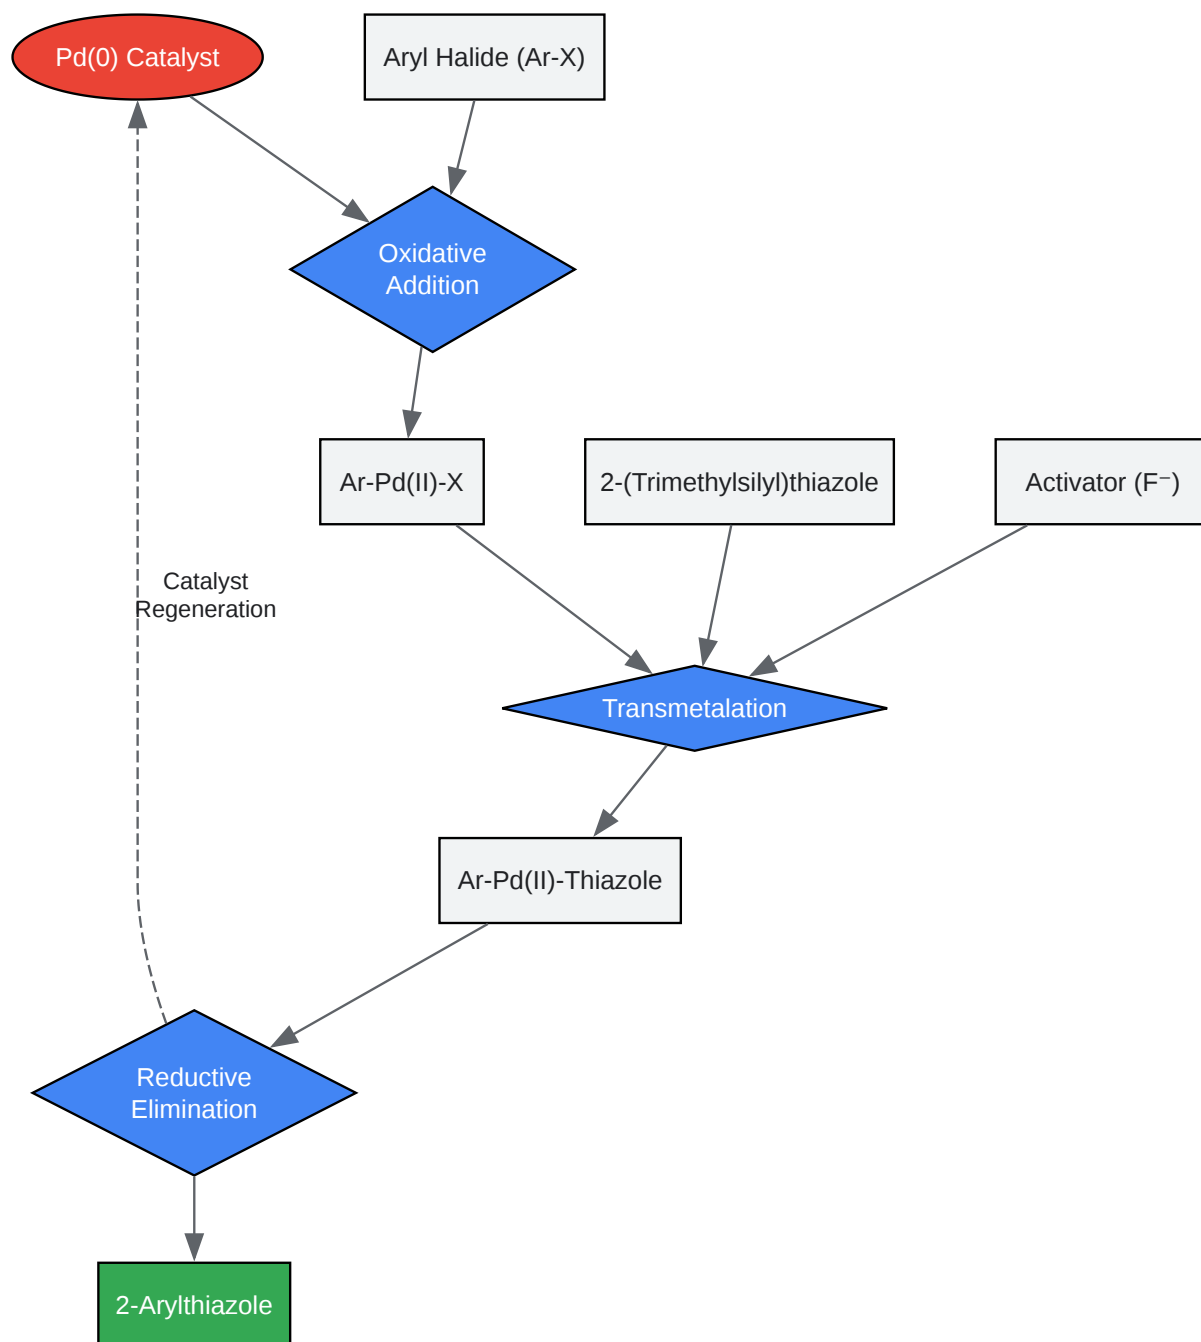 Pd(0) Catalyst
Aryl Halide (Ar-X)
Oxidative
Addition
Ar-Pd(II)-X
2-(Trimethylsilyl)thiazole
Activator (F⁻)
Catalyst
Regeneration
Transmetalation
Ar-Pd(II)-Thiazole
Reductive
Elimination
2-Arylthiazole